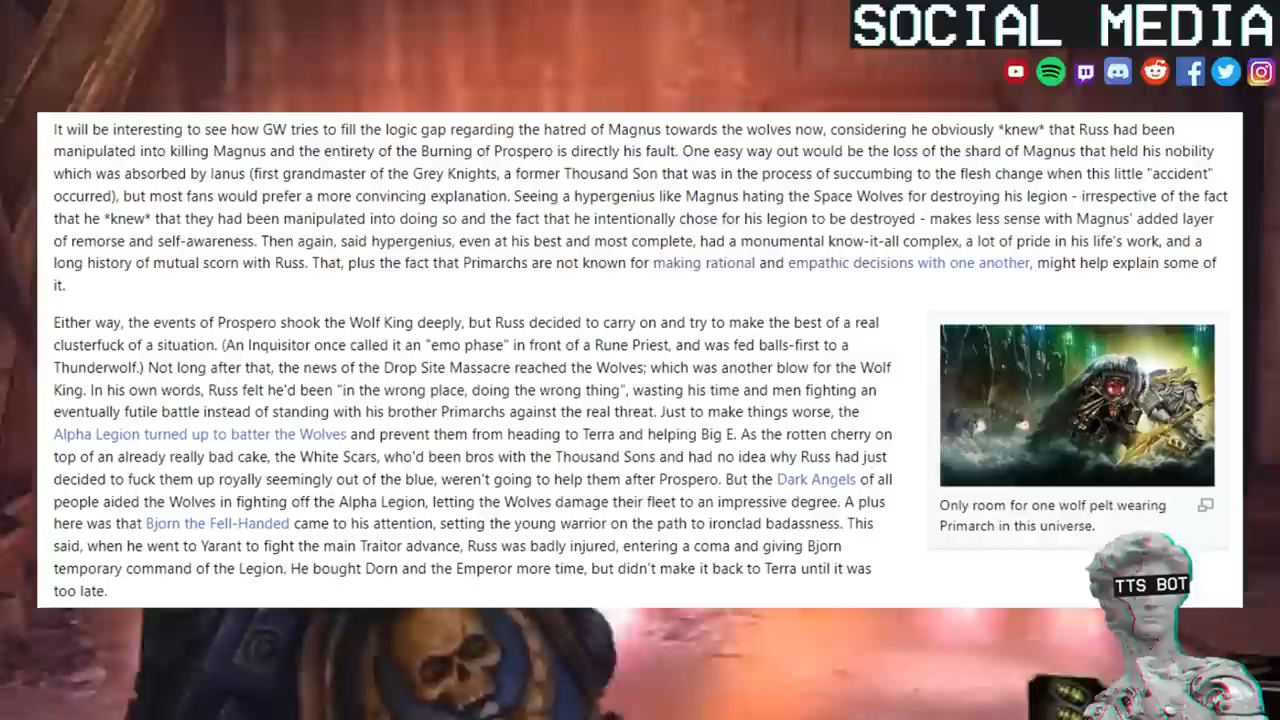 SOCIAL MEDIA
It will be interesting to see how GW tries to fill the logic gap regarding the hatred of Magnus towards the wolves now, considering he obviously *knew* that Russ had been
manipulated into killing Magnus and the entirety of the Burning of Prospero is directly his fault. One easy way out would be the loss of the shard of Magnus that held his nobility
which was absorbed by Ianus (first grandmaster of the Grey Knights, a former Thousand Son that was in the process of succumbing to the flesh change when this little "accident"
occurred), but most fans would prefer a more convincing explanation. Seeing a hypergenius like Magnus hating the Space Wolves for destroying his legion - irrespective of the fact
that he *knew* that they had been manipulated into doing so and the fact that he intentionally chose for his legion to be destroyed - makes less sense with Magnus' added layer
of remorse and self-awareness. Then again, said hypergenius, even at his best and most complete, had a monumental know-it-all complex, a lot of pride in his life's work, and a
long history of mutual scorn with Russ. That, plus the fact that Primarchs are not known for making rational and empathic decisions with one another, might help explain some of
it.
Either way, the events of Prospero shook the Wolf King deeply, but Russ decided to carry on and try to make the best of a real
clusterfuck of a situation. (An Inquisitor once called it an "emo phase" in front of a Rune Priest, and was fed balls-first to a
Thunderwolf.) Not long after that, the news of the Drop Site Massacre reached the Wolves; which was another blow for the Wolf
King. In his own words, Russ felt he'd been "in the wrong place, doing the wrong thing", wasting his time and men fighting an
eventually futile battle instead of standing with his brother Primarchs against the real threat. Just to make things worse, the
Alpha Legion turned up to batter the Wolves and prevent them from heading to Terra and helping Big E. As the rotten cherry on
top of an already really bad cake, the White Scars, who'd been bros with the Thousand Sons and had no idea why Russ had just
decided to fuck them up royally seemingly out of the blue, weren't going to help them after Prospero. But the Dark Angels of all
people aided the Wolves in fighting off the Alpha Legion, letting the Wolves damage their fleet to an impressive degree. A plus
here was that Bjorn the Fell-Handed came to his attention, setting the young warrior on the path to ironclad badassness. This
said, when he went to Yarant to fight the main Traitor advance, Russ was badly injured, entering a coma and giving Bjorn
temporary command of the Legion. He bought Dorn and the Emperor more time, but didn't make it back to Terra until it was
too late.
Only room for one wolf pelt wearing
Primarch in this universe.
TTS BOT